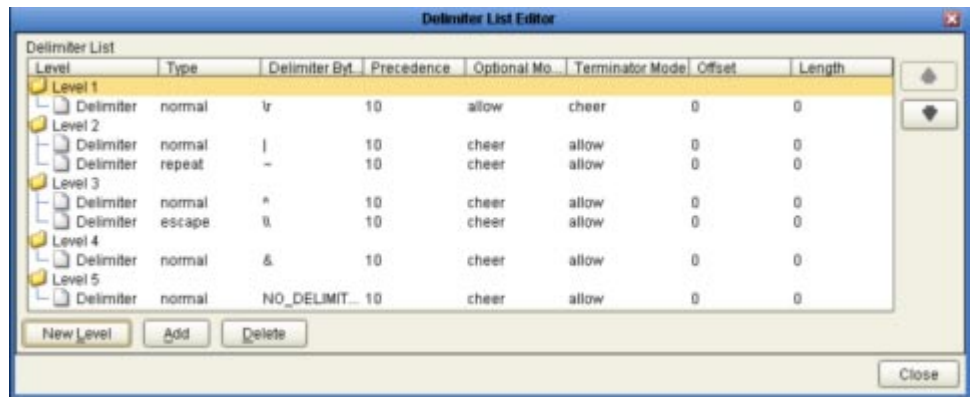 Delimiter List Editor
Delimiter List
Level Type Delimiter Byt... Precedence Optional Mo... Terminator Mode Offset Length
Level 1
Delimiter normal \r 10 allow cheer 0 0
Level 2
Delimiter normal | 10 cheer allow 0 0
Delimiter repeat ~ 10 cheer allow 0 0
Level 3
Delimiter normal ^ 10 cheer allow 0 0
Delimiter escape \\ 10 cheer allow 0 0
Level 4
Delimiter normal & 10 cheer allow 0 0
Level 5
Delimiter normal NO_DELIMIT... 10 cheer allow 0 0
New Level Add Delete
Close